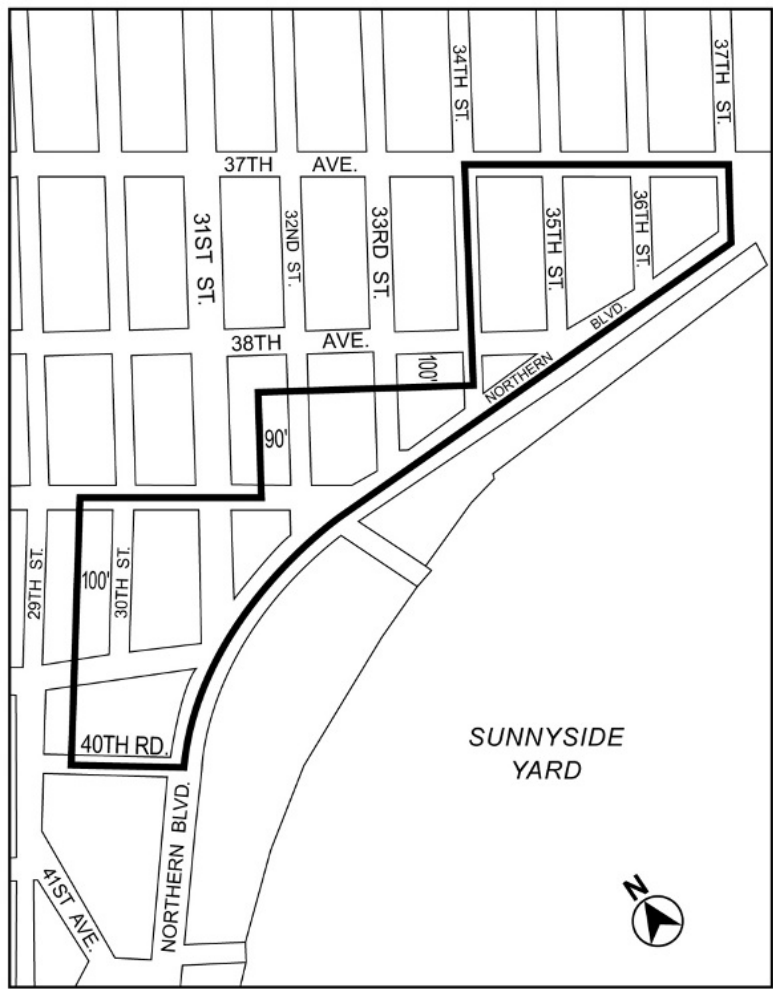 34TH ST.
37TH ST.
37TH AVE.
31ST ST.
32ND ST.
33RD ST.
35TH ST.
36TH ST.
38TH AVE.
100'
NORTHERN BLVD.
90'
29TH ST.
100'
30TH ST.
40TH RD.
SUNNYSIDE
YARD
NORTHERN BLVD.
41ST AVE.
N